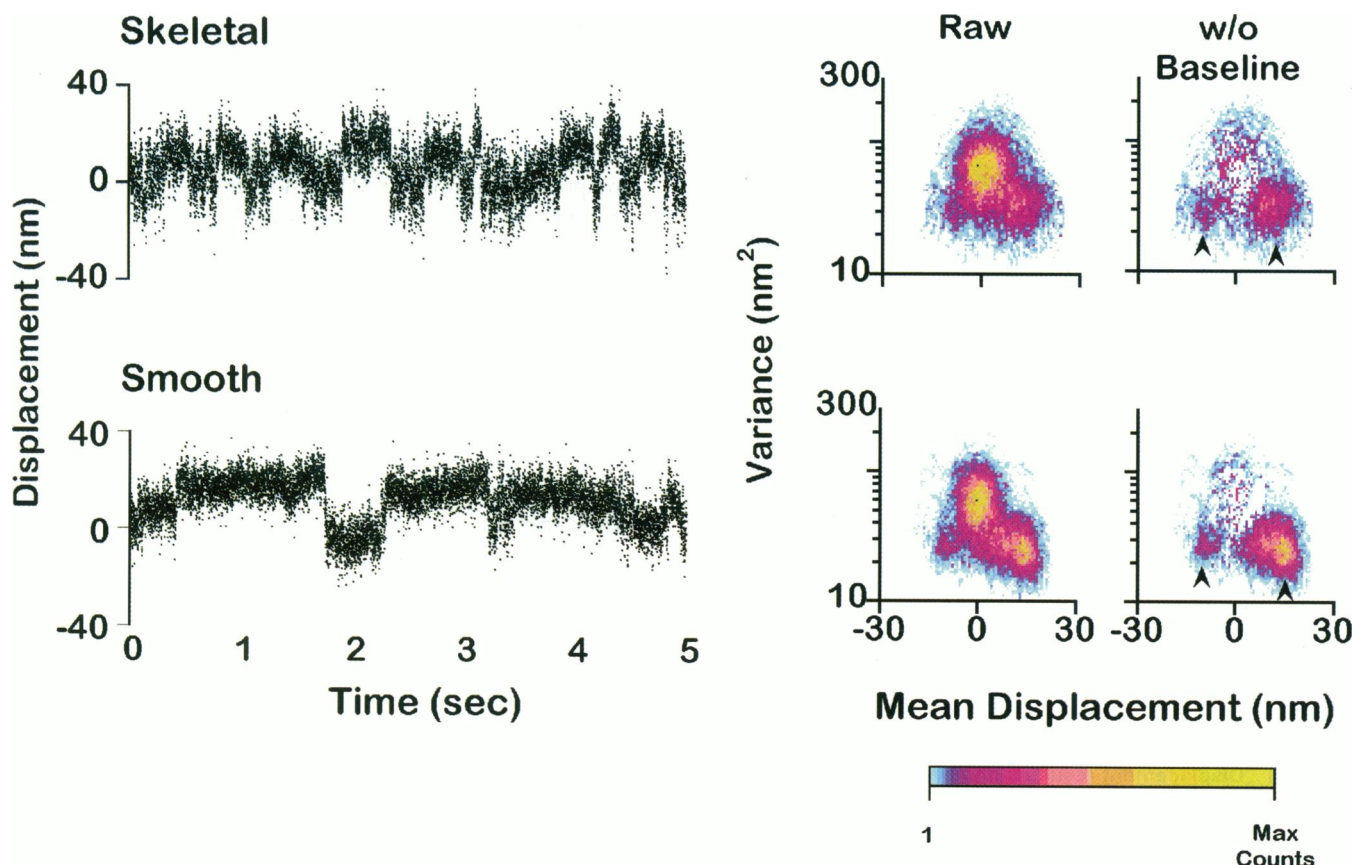 Skeletal
40
0
-40
Displacement (nm)
Smooth
40
0
-40
0 1 2 3 4 5
Time (sec)
Raw
w/o
Baseline
300
10
Variance (nm²)
300
10
-30 0 30
-30 0 30
Mean Displacement (nm)
1
Max
Counts